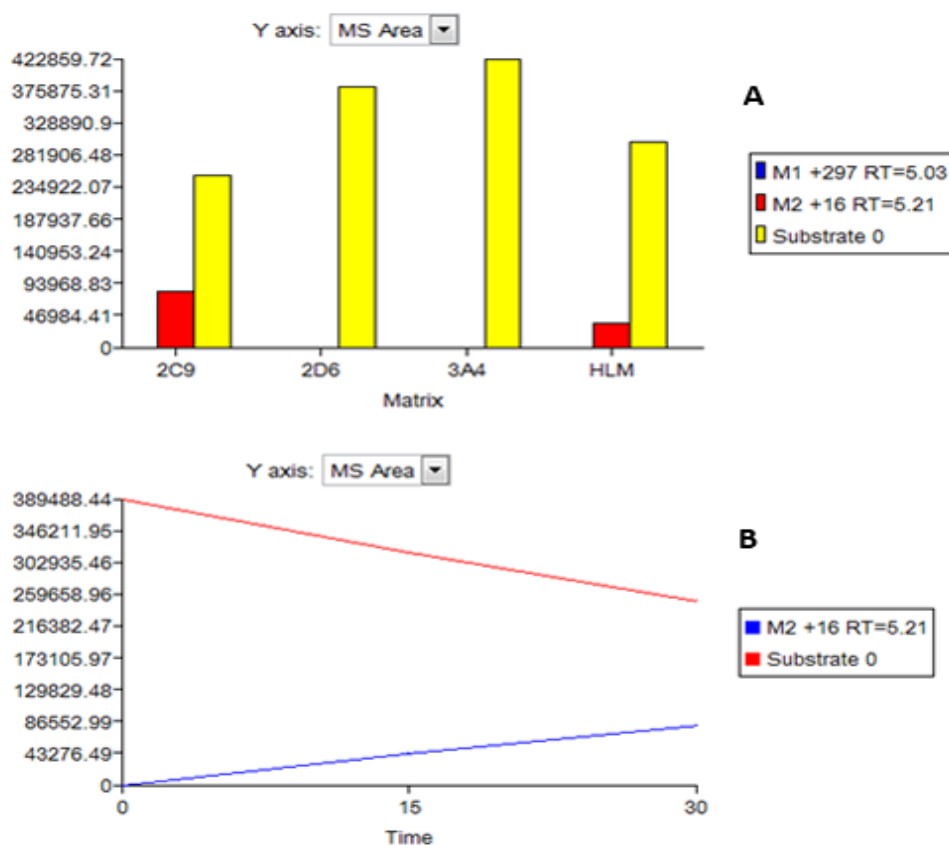 Y axis: MS Area
422859.72
375875.31
328890.9
281906.48
234922.07
187937.66
140953.24
93968.83
46984.41
0
2C9 2D6 3A4 HLM
Matrix
A
M1 +297 RT=5.03
M2 +16 RT=5.21
Substrate 0
Y axis: MS Area
389488.44
346211.95
302935.46
259658.96
216382.47
173105.97
129829.48
86552.99
43276.49
0
0 15 30
Time
B
M2 +16 RT=5.21
Substrate 0